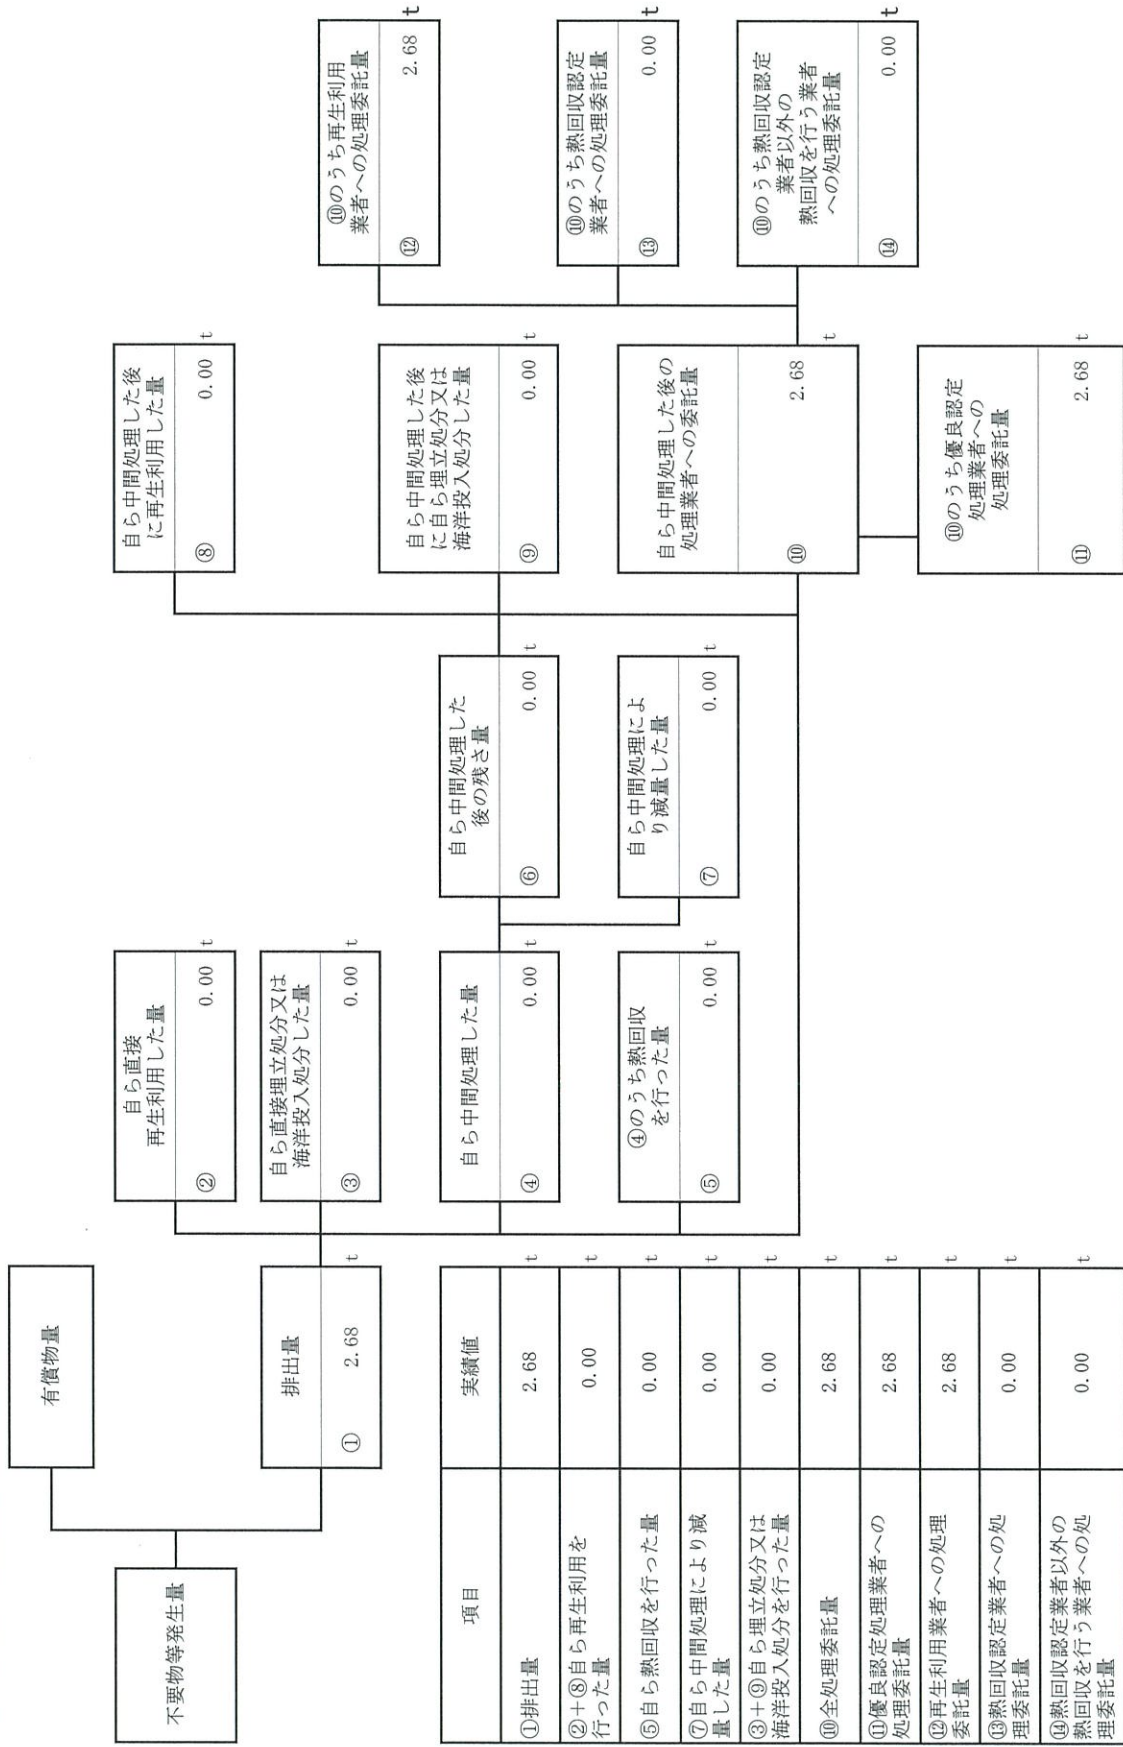 不要物等発生量
有償物量
排出量
① 2.68 t
自ら直接
再生利用した量
② 0.00 t
自ら直接埋立処分又は
海洋投入処分した量
③ 0.00 t
自ら中間処理した量
④ 0.00 t
④のうち熱回収
を行った量
⑤ 0.00 t
自ら中間処理した
後の残さ量
⑥ 0.00 t
自ら中間処理によ
り減量した量
⑦ 0.00 t
自ら中間処理した後
に再生利用した量
⑧ 0.00 t
自ら中間処理した後
に自ら埋立処分又は
海洋投入処分した量
⑨ 0.00 t
自ら中間処理した後の
処理業者への委託量
⑩ 2.68 t
⑩のうち優良認定
処理業者への
処理委託量
⑪ 2.68 t
⑩のうち再生利用
業者への処理委託量
⑫ 2.68 t
⑩のうち熱回収認定
業者への処理委託量
⑬ 0.00 t
⑩のうち熱回収認定
業者以外の
熱回収を行う業者
への処理委託量
⑭ 0.00 t
項目 実績値
①排出量 2.68 t
②+⑧自ら再生利用を
行った量 0.00 t
⑤自ら熱回収を行った量 0.00 t
⑦自ら中間処理により減
量した量 0.00 t
③+⑨自ら埋立処分又は
海洋投入処分を行った量 0.00 t
⑩全処理委託量 2.68 t
⑪優良認定処理業者への
処理委託量 2.68 t
⑫再生利用業者への処理
委託量 2.68 t
⑬熱回収認定業者への処
理委託量 0.00 t
⑭熱回収認定業者以外の
熱回収を行う業者への処
理委託量 0.00 t